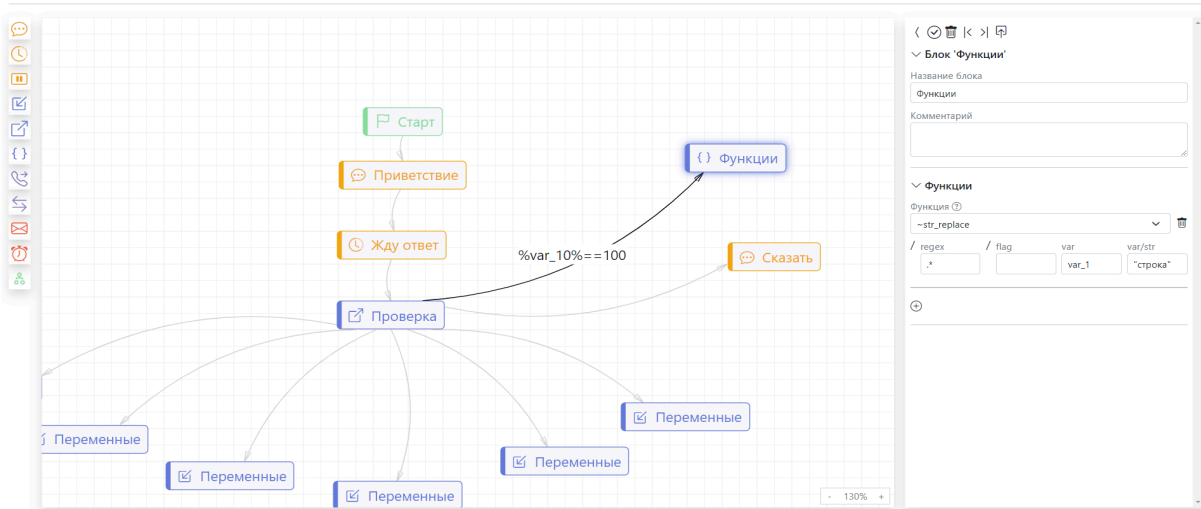 Старт
Приветствие
Жду ответ
%var_10%==100
Функции
Сказать
Проверка
Переменные
Переменные
Переменные
Переменные
Переменные
- 130% +
Блок 'Функции'
Название блока
Функции
Комментарий
Функции
Функция ?
~str_replace
/ regex / flag var var/str
.* var_1 "строка"